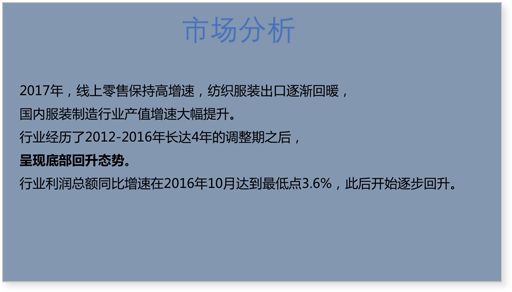 市场分析
2017年，线上零售保持高增速，纺织服装出口逐渐回暖，
国内服装制造行业产值增速大幅提升。
行业经历了2012-2016年长达4年的调整期之后，
呈现底部回升态势。
行业利润总额同比增速在2016年10月达到最低点3.6%，此后开始逐步回升。